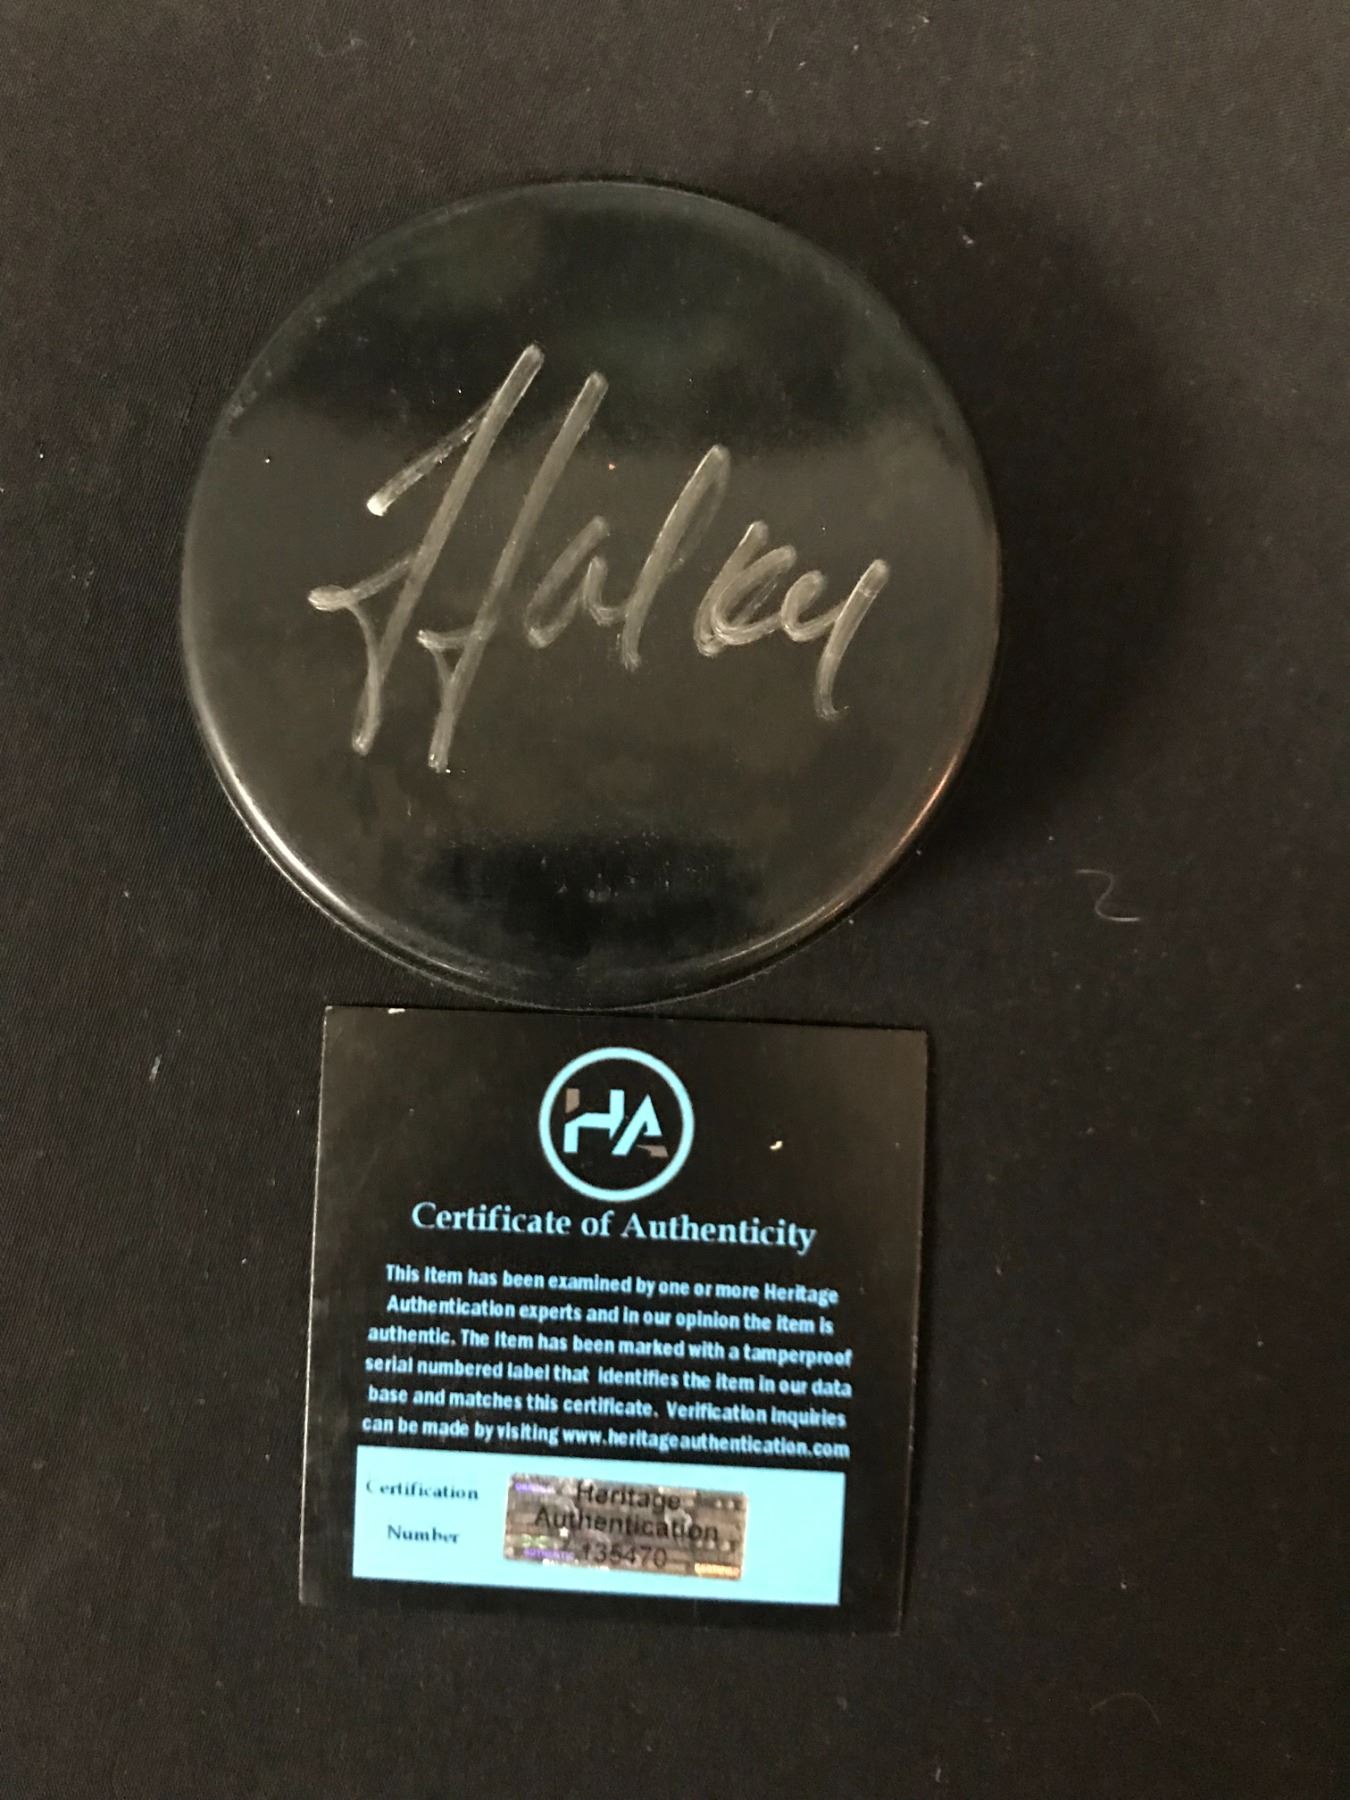 Halky
HA
Certificate of Authenticity
This item has been examined by one or more Heritage
Authentication experts and in our opinion the item is
authentic. The item has been marked with a tamperproof
serial numbered label that identifies the item in our data
base and matches this certificate. Verification inquiries
can be made by visiting www.heritageauthentication.com
Certification
Number
Heritage
Authentication
135470